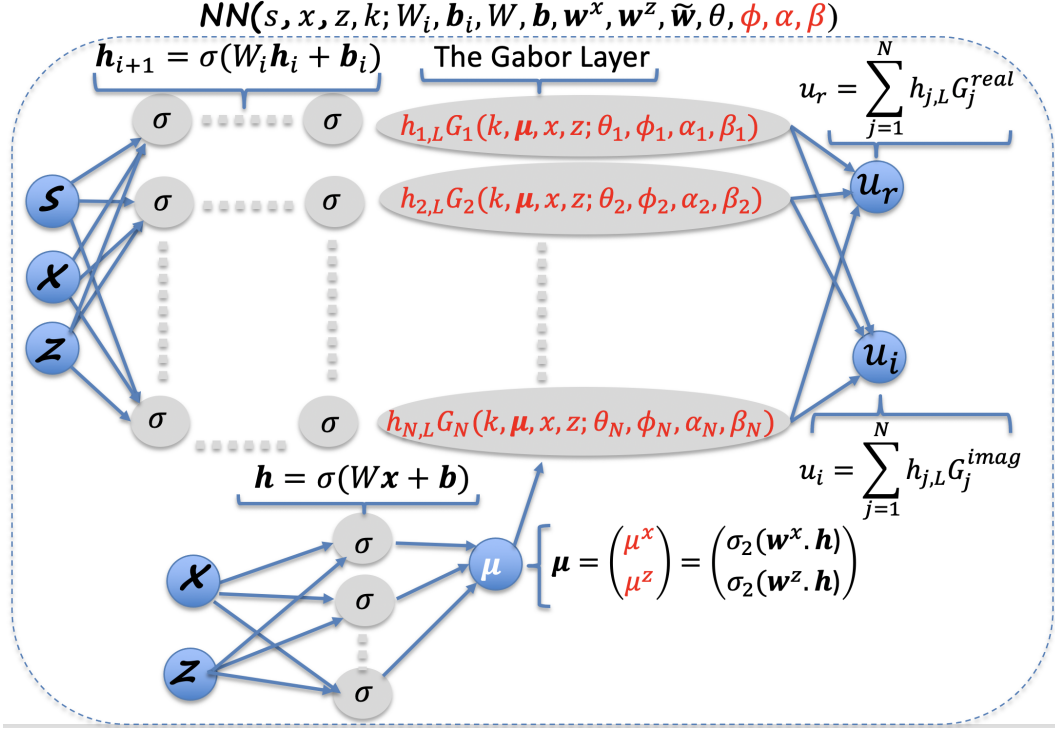 NN(s, x, z, k; W_i, b_i, W, b, w^x, w^z, w̃, θ, ϕ, α, β)
h_{i+1} = σ(W_i h_i + b_i)
The Gabor Layer
u_r = ∑_{j=1}^{N} h_{j,L} G_j^{real}
σ
σ
h_{1,L}G_1(k, μ, x, z; θ_1, ϕ_1, α_1, β_1)
s
σ
σ
h_{2,L}G_2(k, μ, x, z; θ_2, ϕ_2, α_2, β_2)
u_r
x
z
u_i
σ
σ
h_{N,L}G_N(k, μ, x, z; θ_N, ϕ_N, α_N, β_N)
u_i = ∑_{j=1}^{N} h_{j,L} G_j^{imag}
h = σ(Wx + b)
σ
x
σ
μ
μ = (μ^x μ^z) = (σ_2(w^x. h) σ_2(w^z. h))
z
σ